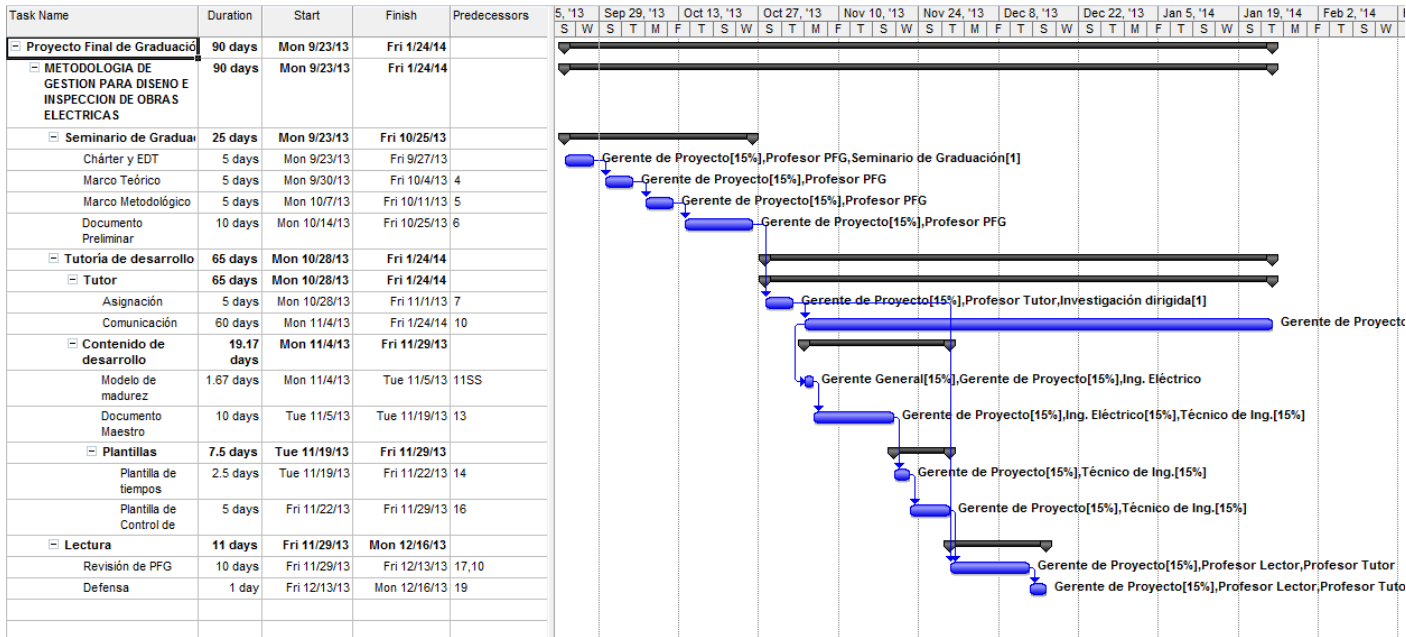 Task Name Duration Start Finish Predecessors 5, '13 Sep 29, '13 Oct 13, '13 Oct 27, '13 Nov 10, '13 Nov 24, '13 Dec 8, '13 Dec 22, '13 Jan 5, '14 Jan 19, '14 Feb 2, '14
S W S T M F T S W S T M F T S W S T M F T S W S T M F T S W S T M F T S W S T M F T S W
Proyecto Final de Graduació 90 days Mon 9/23/13 Fri 1/24/14
METODOLOGIA DE 90 days Mon 9/23/13 Fri 1/24/14
GESTION PARA DISENO E
INSPECCION DE OBRAS
ELECTRICAS
Seminario de Gradua 25 days Mon 9/23/13 Fri 10/25/13
Chárter y EDT 5 days Mon 9/23/13 Fri 9/27/13 Gerente de Proyecto[15%],Profesor PFG,Seminario de Graduación[1]
Marco Teórico 5 days Mon 9/30/13 Fri 10/4/13 4 Gerente de Proyecto[15%],Profesor PFG
Marco Metodológico 5 days Mon 10/7/13 Fri 10/11/13 5 Gerente de Proyecto[15%],Profesor PFG
Documento 10 days Mon 10/14/13 Fri 10/25/13 6 Gerente de Proyecto[15%],Profesor PFG
Preliminar
Tutoría de desarrollo 65 days Mon 10/28/13 Fri 1/24/14
Tutor 65 days Mon 10/28/13 Fri 1/24/14
Asignación 5 days Mon 10/28/13 Fri 11/1/13 7 Gerente de Proyecto[15%],Profesor Tutor,Investigación dirigida[1]
Comunicación 60 days Mon 11/4/13 Fri 1/24/14 10 Gerente de Proyecto
Contenido de 19.17 Mon 11/4/13 Fri 11/29/13
desarrollo days
Modelo de 1.67 days Mon 11/4/13 Tue 11/5/13 11SS Gerente General[15%],Gerente de Proyecto[15%],Ing. Eléctrico
madurez
Documento 10 days Tue 11/5/13 Tue 11/19/13 13 Gerente de Proyecto[15%],Ing. Eléctrico[15%],Técnico de Ing.[15%]
Maestro
Plantillas 7.5 days Tue 11/19/13 Fri 11/29/13
Plantilla de 2.5 days Tue 11/19/13 Fri 11/22/13 14 Gerente de Proyecto[15%],Técnico de Ing.[15%]
tiempos
Plantilla de 5 days Fri 11/22/13 Fri 11/29/13 16 Gerente de Proyecto[15%],Técnico de Ing.[15%]
Control de
Lectura 11 days Fri 11/29/13 Mon 12/16/13
Revisión de PFG 10 days Fri 11/29/13 Fri 12/13/13 17,10 Gerente de Proyecto[15%],Profesor Lector,Profesor Tutor
Defensa 1 day Fri 12/13/13 Mon 12/16/13 19 Gerente de Proyecto[15%],Profesor Lector,Profesor Tuto